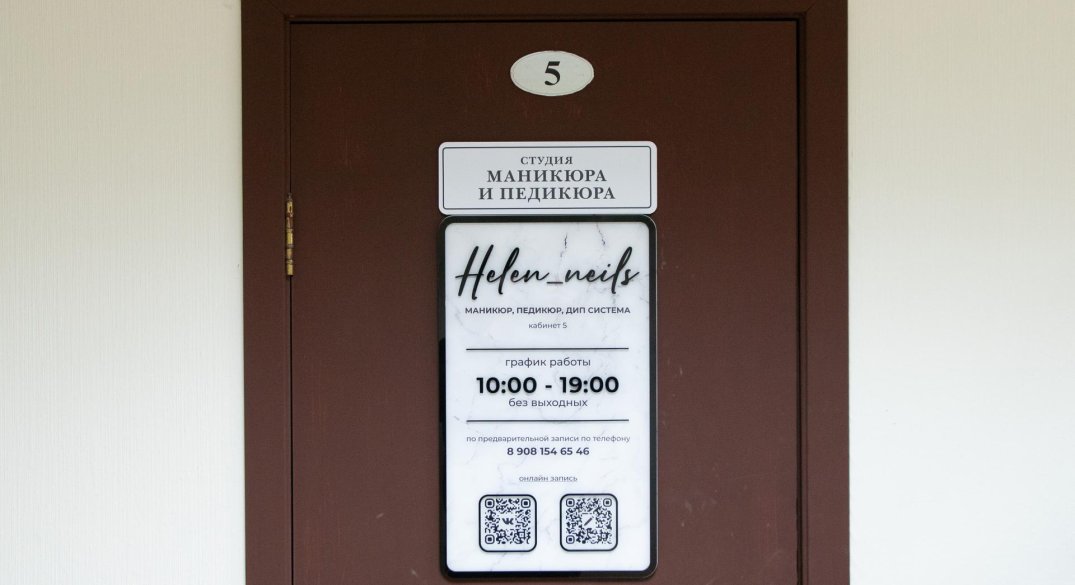 5
СТУДИЯ
МАНИКЮРА
И ПЕДИКЮРА
Helen_neils
МАНИКЮР, ПЕДИКЮР, ДИП СИСТЕМА
кабинет 5
график работы
10:00 - 19:00
без выходных
по предварительной записи по телефону
8 908 154 65 46
онлайн запись